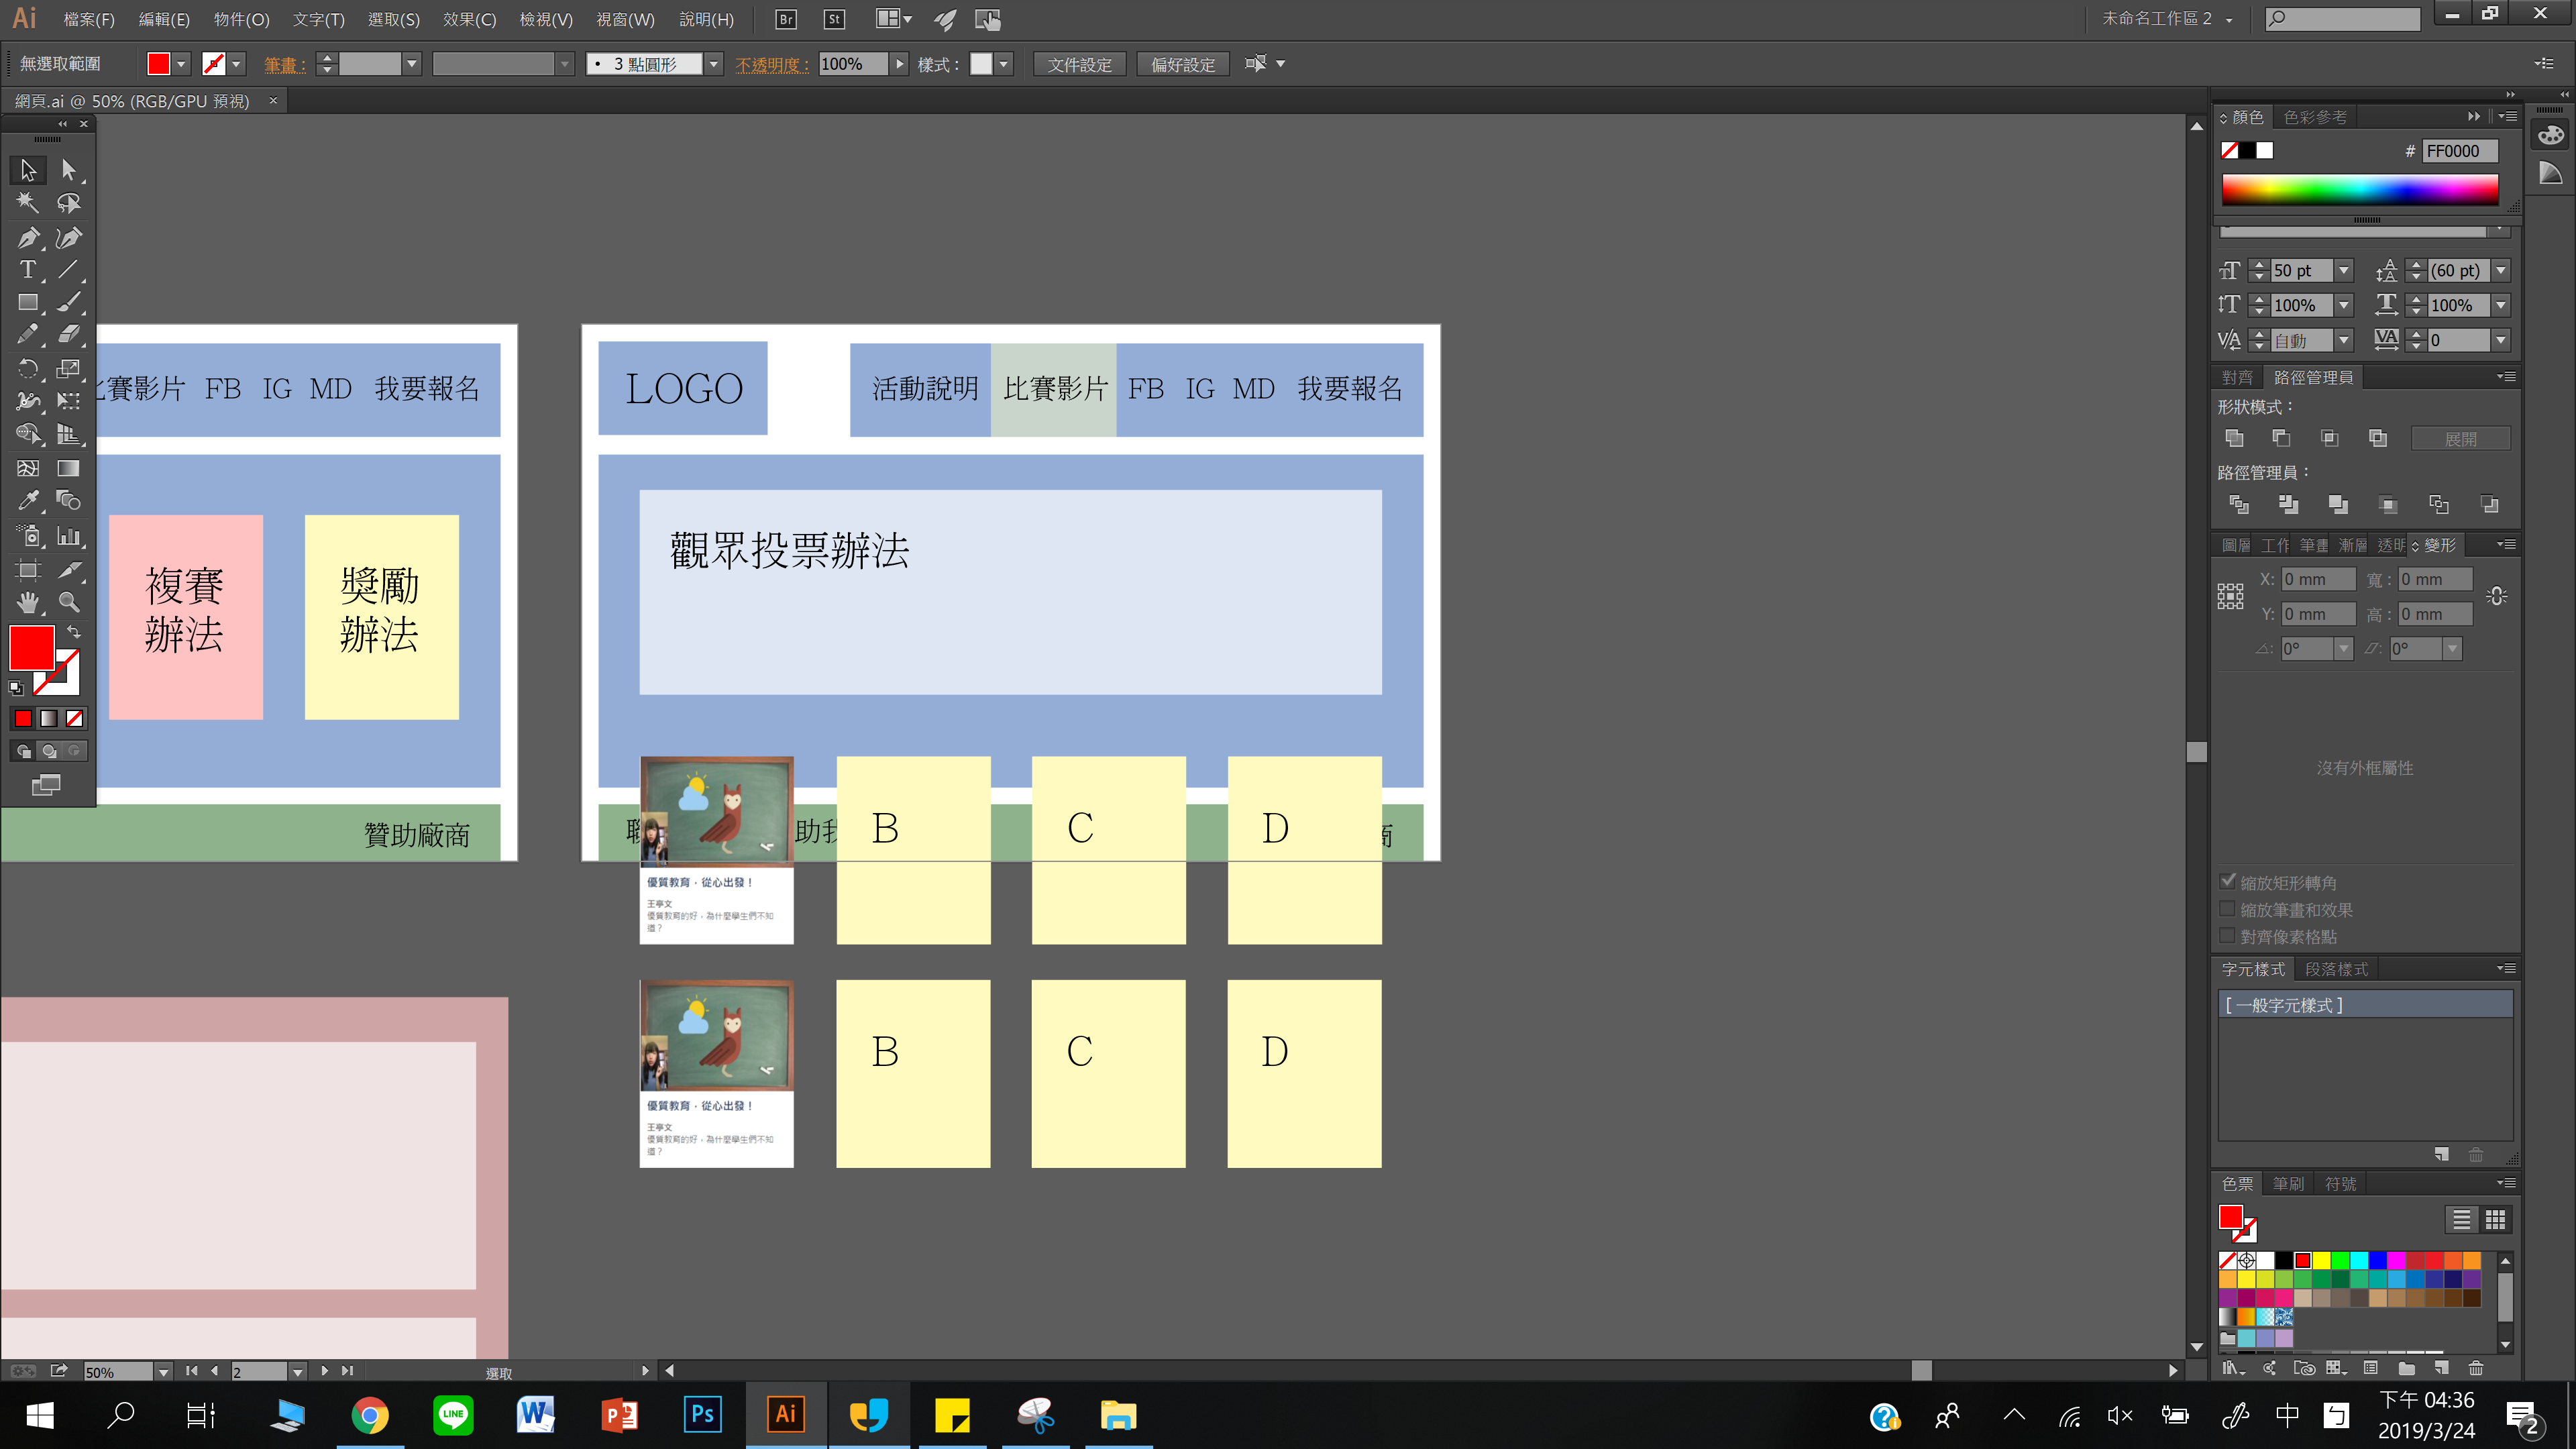 Ai 檔案(F) 編輯(E) 物件(O) 文字(T) 選取(S) 效果(C) 檢視(V) 視窗(W) 說明(H) Br St 未命名工作區 2
無選取範圍 筆畫： 3 點圓形 不透明度： 100% 樣式： 文件設定 偏好設定
網頁.ai @ 50% (RGB/GPU 預視)
顏色 色彩參考
# FF0000
50 pt (60 pt)
100% 100%
自動 0
對齊 路徑管理員
形狀模式：
展開
路徑管理員：
圖層 工作 筆畫 漸層 透明 變形
X: 0 mm 寬： 0 mm
Y: 0 mm 高： 0 mm
0° 0°
沒有外框屬性
縮放矩形轉角
縮放筆畫和效果
對齊像素格點
字元樣式 段落樣式
[ 一般字元樣式 ]
色票 筆刷 符號
比賽影片 FB IG MD 我要報名
複賽
辦法
獎勵
辦法
贊助廠商
LOGO
活動說明 比賽影片 FB IG MD 我要報名
觀眾投票辦法
聯 助我 商
B C D
優質教育，從心出發！
王亭文
優質教育的好，為什麼學生們不知
道？
B C D
優質教育，從心出發！
王亭文
優質教育的好，為什麼學生們不知
道？
50% 2 選取
LINE Ps Ai
中 ㄅ
下午 04:36
2019/3/24
2